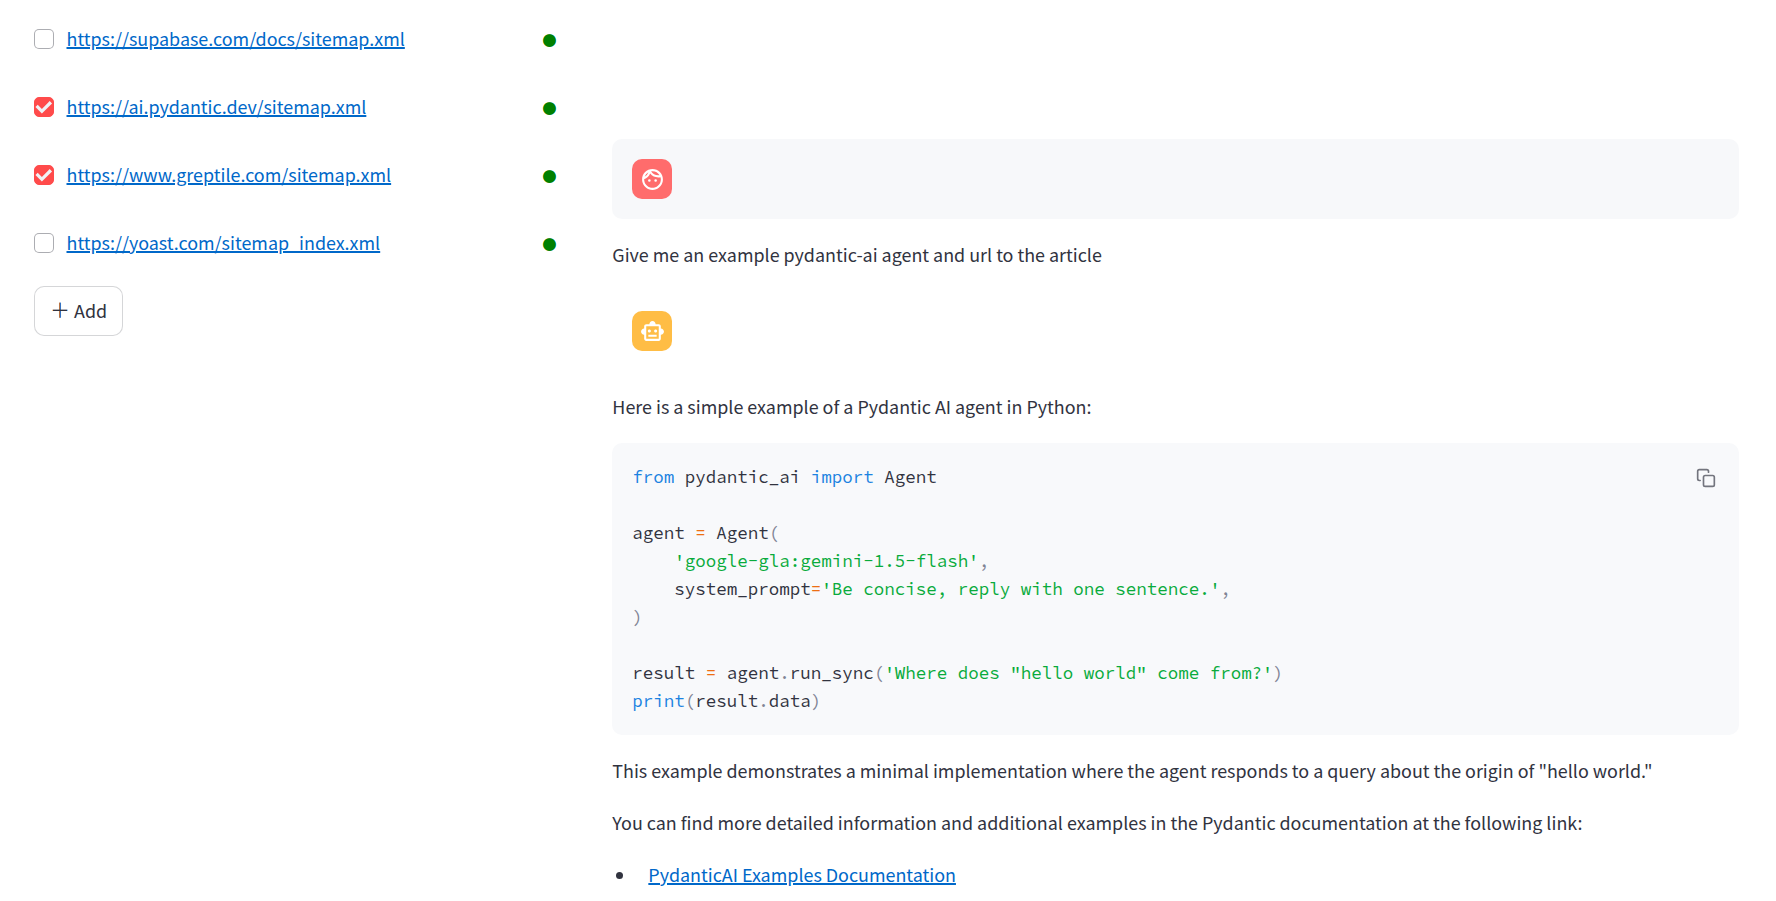 https://supabase.com/docs/sitemap.xml
https://ai.pydantic.dev/sitemap.xml
https://www.greptile.com/sitemap.xml
https://yoast.com/sitemap_index.xml
+ Add
Give me an example pydantic-ai agent and url to the article
Here is a simple example of a Pydantic AI agent in Python:
from pydantic_ai import Agent
agent = Agent(
    'google-gla:gemini-1.5-flash',
    system_prompt='Be concise, reply with one sentence.',
)
result = agent.run_sync('Where does "hello world" come from?')
print(result.data)
This example demonstrates a minimal implementation where the agent responds to a query about the origin of "hello world."
You can find more detailed information and additional examples in the Pydantic documentation at the following link:
• PydanticAI Examples Documentation